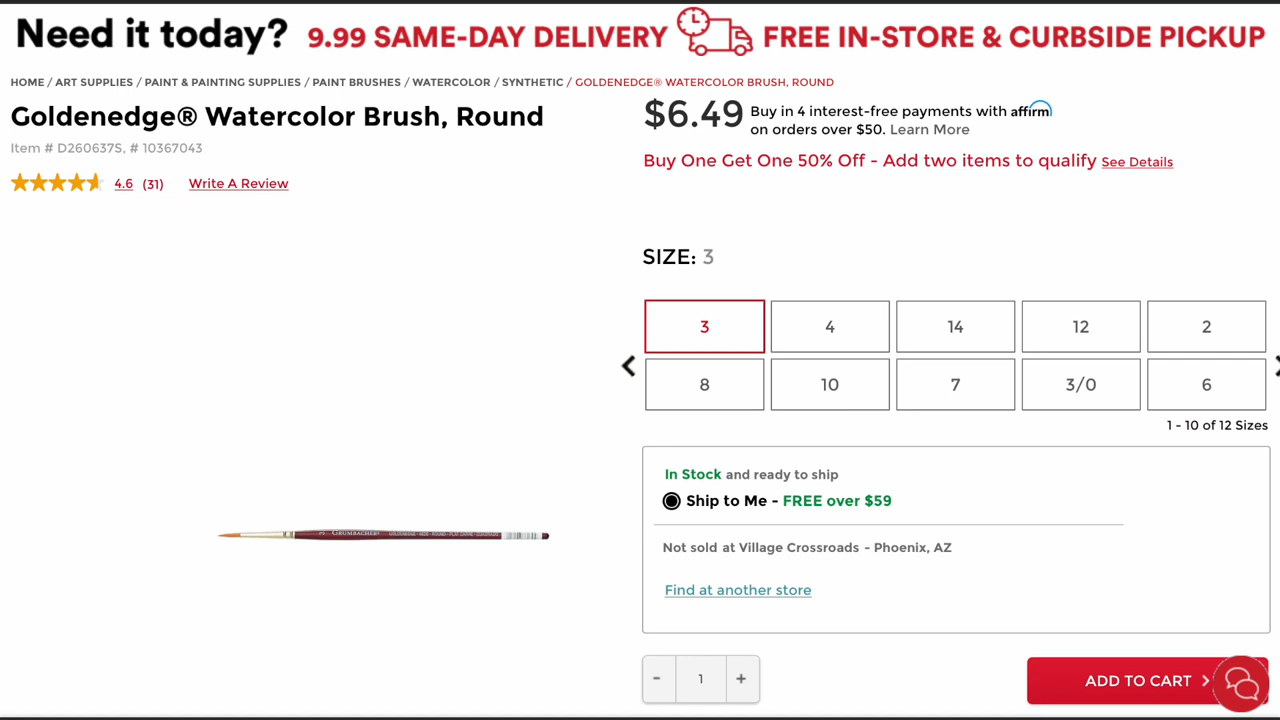 Need it today? 9.99 SAME-DAY DELIVERY FREE IN-STORE & CURBSIDE PICKUP
HOME / ART SUPPLIES / PAINT & PAINTING SUPPLIES / PAINT BRUSHES / WATERCOLOR / SYNTHETIC / GOLDENEDGE® WATERCOLOR BRUSH, ROUND
Goldenedge® Watercolor Brush, Round
Item # D260637S, # 10367043
4.6 (31) Write A Review
$6.49 Buy in 4 interest-free payments with affirm
on orders over $50. Learn More
Buy One Get One 50% Off - Add two items to qualify See Details
SIZE: 3
3 4 14 12 2
8 10 7 3/0 6
1 - 10 of 12 Sizes
In Stock and ready to ship
Ship to Me - FREE over $59
Not sold at Village Crossroads - Phoenix, AZ
Find at another store
GRUMBACHER
- 1 +
ADD TO CART